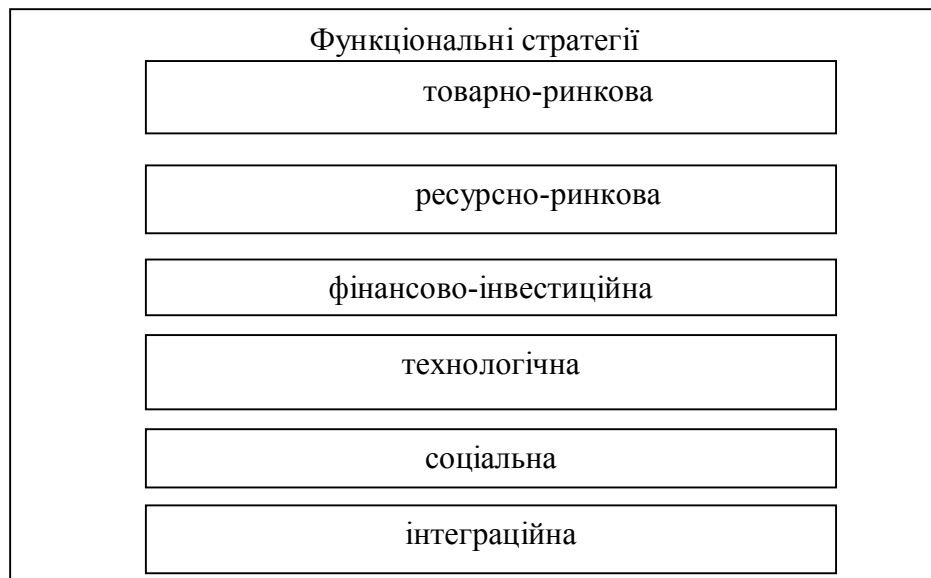 Функціональні стратегії
товарно-ринкова
ресурсно-ринкова
фінансово-інвестиційна
технологічна
соціальна
інтеграційна